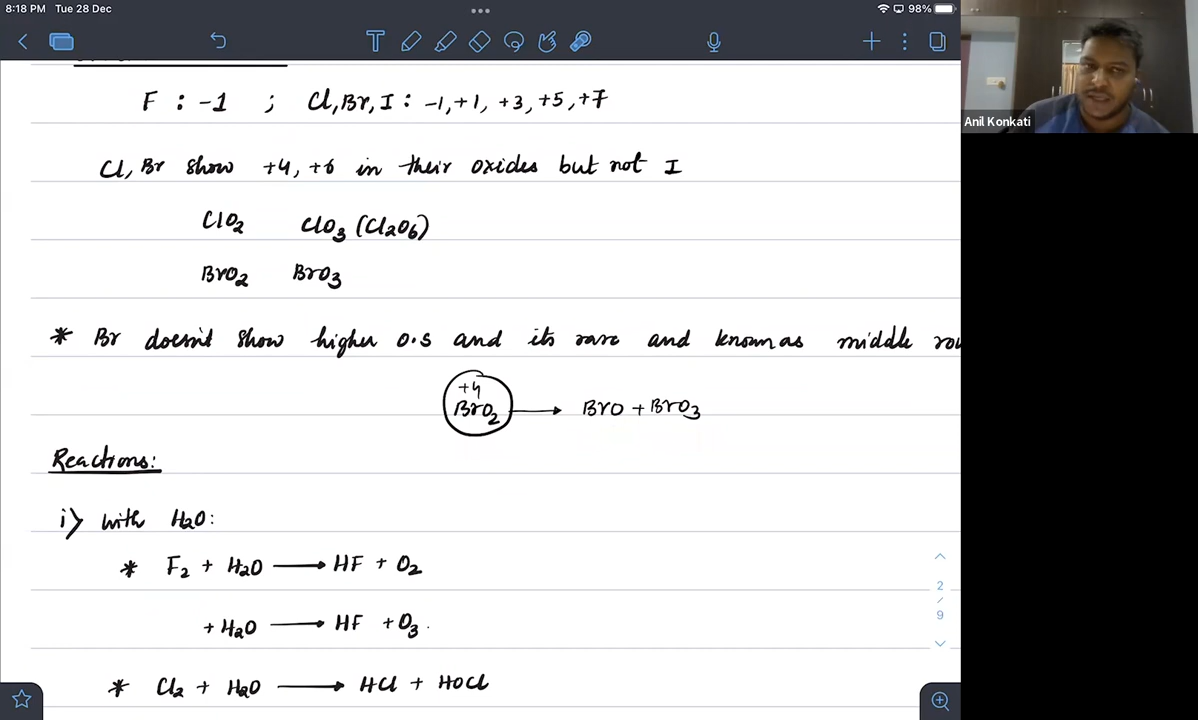 8:18 PM Tue 28 Dec
98%
Anil Konkati
F : -1 ; Cl, Br, I : -1, +1, +3, +5, +7
Cl, Br show +4, +6 in their oxides but not I
ClO2 ClO3 (Cl2O6)
BrO2 BrO3
* Br doesn't show higher o.s and its rare and known as middle row
+4
BrO2 → BrO + BrO3
Reactions:
i) with H2O:
* F2 + H2O → HF + O2
+ H2O → HF + O3
* Cl2 + H2O → HCl + HOCl
2
/
9